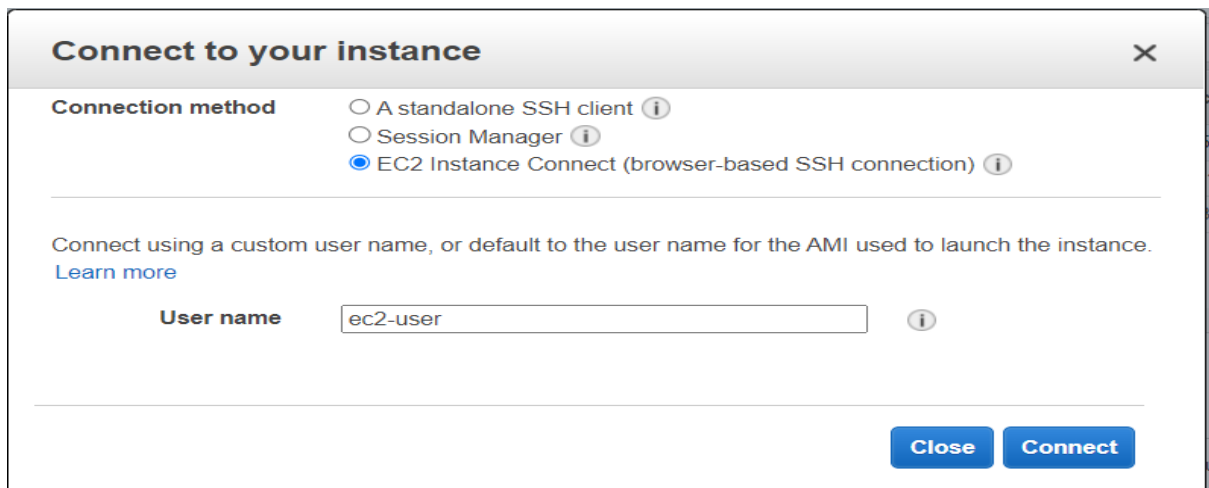 Connect to your instance
Connection method
A standalone SSH client
Session Manager
EC2 Instance Connect (browser-based SSH connection)
Connect using a custom user name, or default to the user name for the AMI used to launch the instance.
Learn more
User name ec2-user
Close Connect